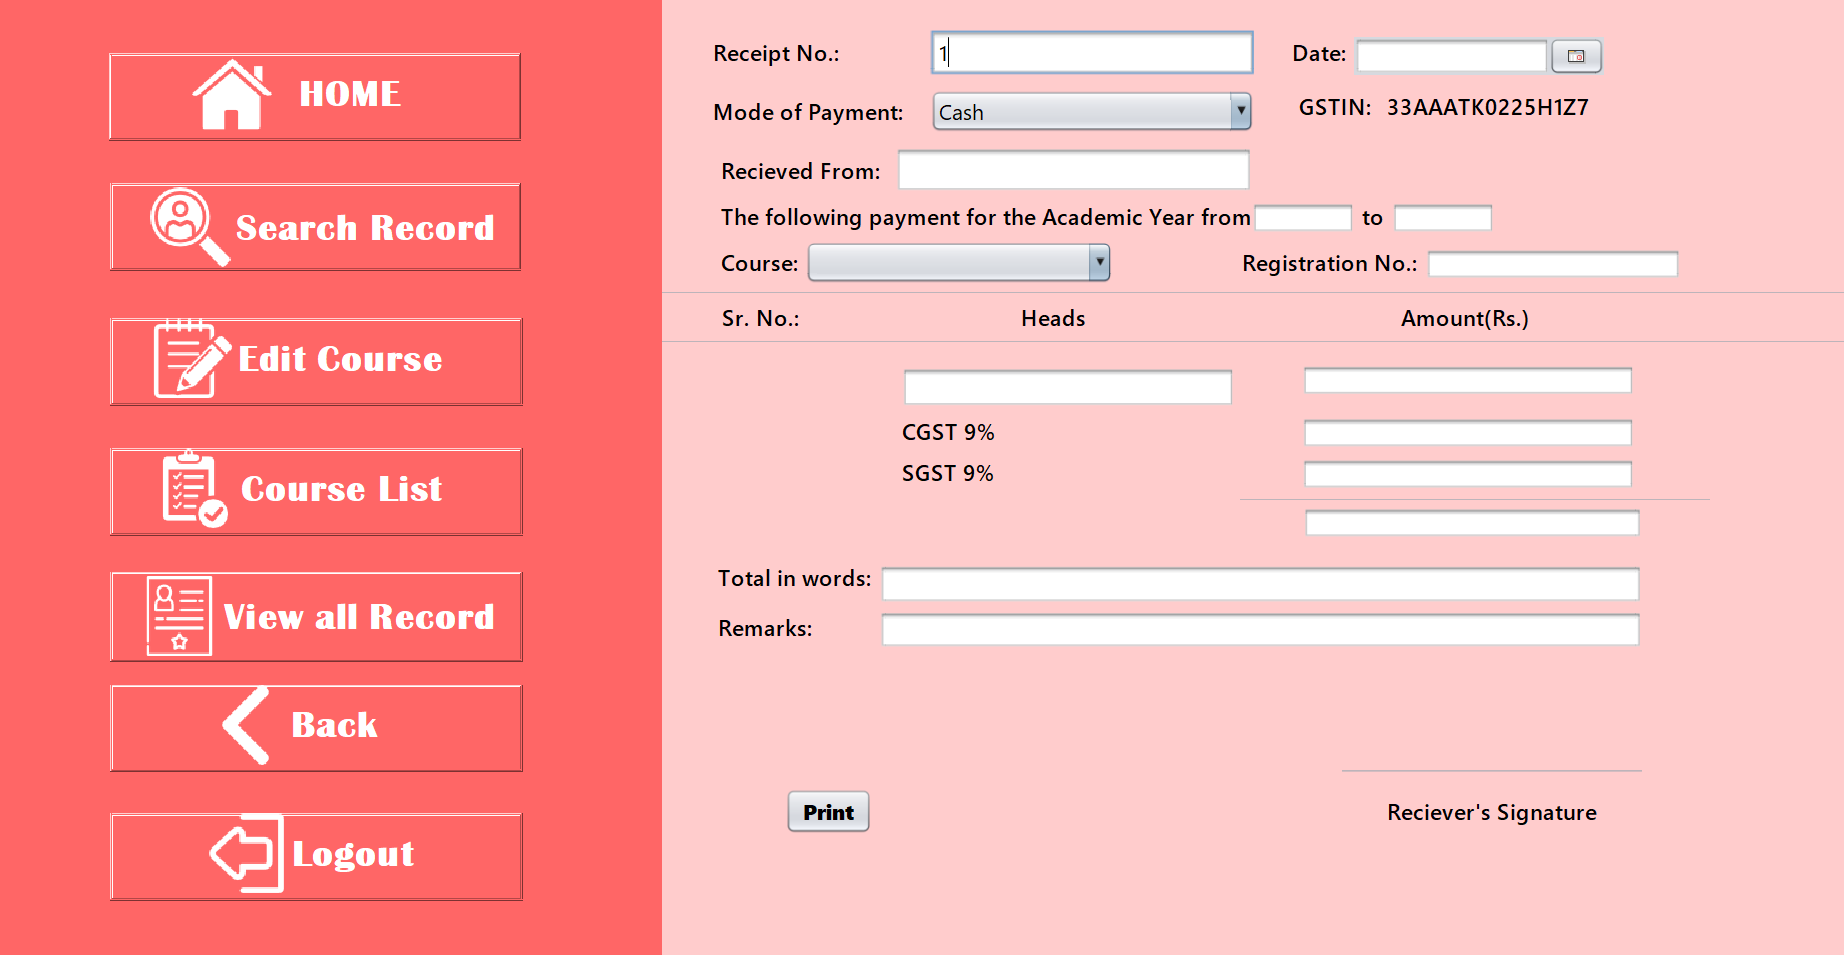 HOME
Search Record
Edit Course
Course List
View all Record
Back
Logout
Receipt No.: 1 Date:
Mode of Payment: Cash GSTIN: 33AAATK0225H1Z7
Recieved From:
The following payment for the Academic Year from to
Course: Registration No.:
Sr. No.: Heads Amount(Rs.)
CGST 9%
SGST 9%
Total in words:
Remarks:
Print Reciever's Signature